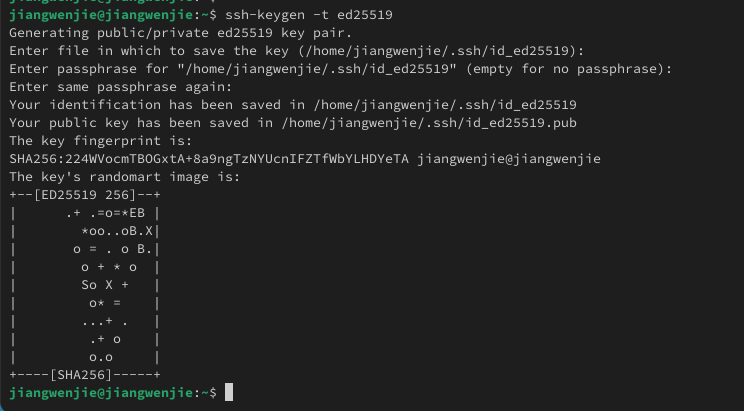 jiangwenjie@jiangwenjie:~$ ssh-keygen -t ed25519
Generating public/private ed25519 key pair.
Enter file in which to save the key (/home/jiangwenjie/.ssh/id_ed25519):
Enter passphrase for "/home/jiangwenjie/.ssh/id_ed25519" (empty for no passphrase):
Enter same passphrase again:
Your identification has been saved in /home/jiangwenjie/.ssh/id_ed25519
Your public key has been saved in /home/jiangwenjie/.ssh/id_ed25519.pub
The key fingerprint is:
SHA256:224WVocmTBOGxtA+8a9ngTzNYUcnIFZTfWbYLHDYeTA jiangwenjie@jiangwenjie
The key's randomart image is:
+--[ED25519 256]--+
|      .+ .=o=*EB |
|        *oo..oB.X|
|       o = . o B.|
|        o + * o  |
|        So X +   |
|         o* =    |
|        ...+ .   |
|         .+ o    |
|         o.o     |
+----[SHA256]-----+
jiangwenjie@jiangwenjie:~$